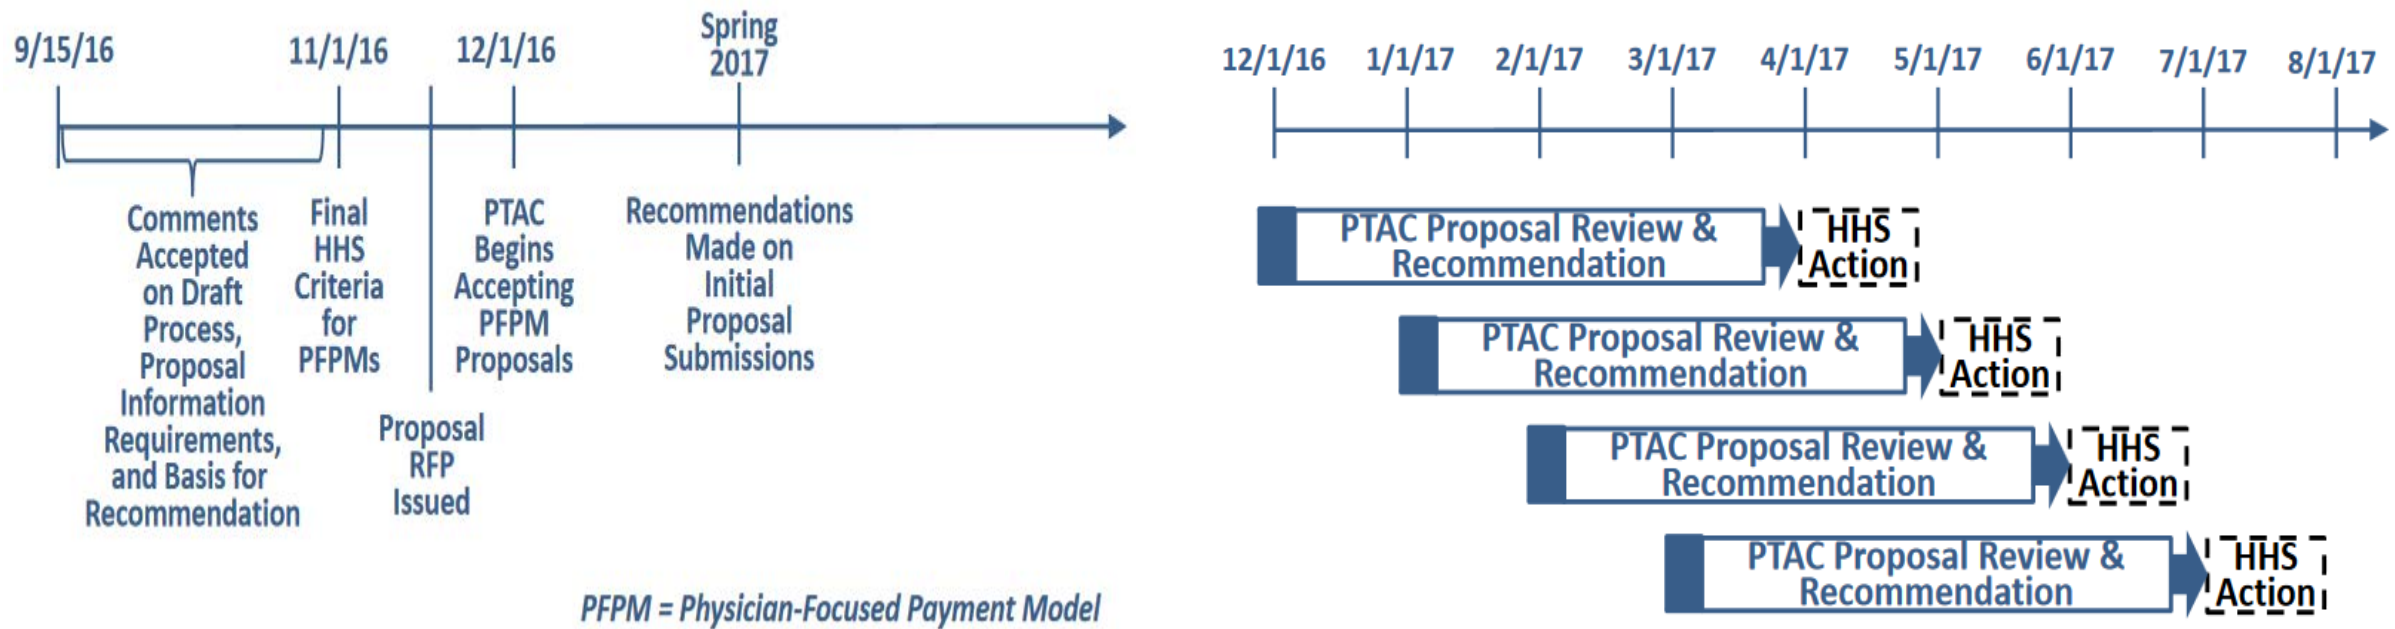 9/15/16
11/1/16
12/1/16
Spring
2017
Comments
Accepted
on Draft
Process,
Proposal
Information
Requirements,
and Basis for
Recommendation
Final
HHS
Criteria
for
PFPMs
Proposal
RFP
Issued
PTAC
Begins
Accepting
PFPM
Proposals
Recommendations
Made on
Initial
Proposal
Submissions
PFPM = Physician-Focused Payment Model
12/1/16
1/1/17
2/1/17
3/1/17
4/1/17
5/1/17
6/1/17
7/1/17
8/1/17
PTAC Proposal Review &
Recommendation
HHS
Action
PTAC Proposal Review &
Recommendation
HHS
Action
PTAC Proposal Review &
Recommendation
HHS
Action
PTAC Proposal Review &
Recommendation
HHS
Action